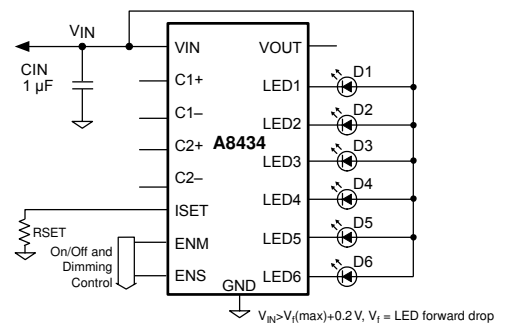 VIN
CIN
1 µF
VIN
C1+
C1–
C2+
C2–
ISET
ENM
ENS
GND
A8434
VOUT
LED1
LED2
LED3
LED4
LED5
LED6
D1
D2
D3
D4
D5
D6
RSET
On/Off and
Dimming
Control
VIN>Vf(max)+0.2 V, Vf = LED forward drop